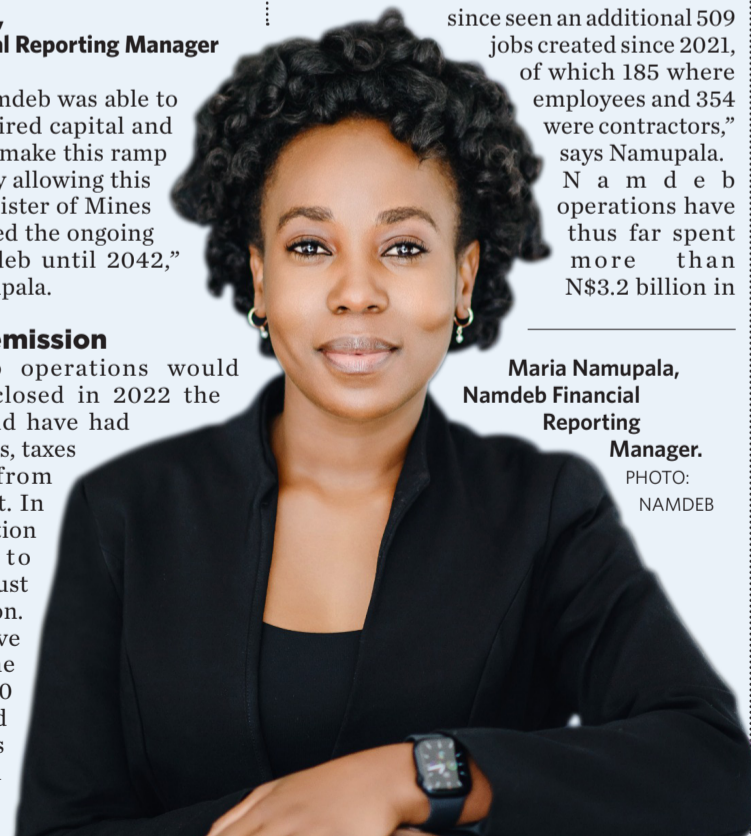 l Reporting Manager
mdeb was able to
ired capital and
make this ramp
y allowing this
ister of Mines
ed the ongoing
deb until 2042,”
pala.
emission
operations would
closed in 2022 the
d have had
s, taxes
from
t. In
tion
to
ust
on.
ve
ne
0
d
s
since seen an additional 509
jobs created since 2021,
of which 185 where
employees and 354
were contractors,”
says Namupala.
Namdeb
operations have
thus far spent
more than
N$3.2 billion in
Maria Namupala,
Namdeb Financial
Reporting
Manager.
PHOTO:
NAMDEB